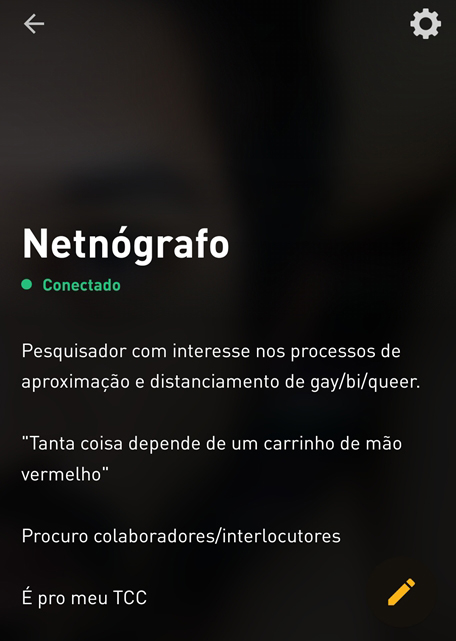 Netnógrafo
Conectado
Pesquisador com interesse nos processos de
aproximação e distanciamento de gay/bi/queer.
"Tanta coisa depende de um carrinho de mão
vermelho"
Procuro colaboradores/interlocutores
É pro meu TCC